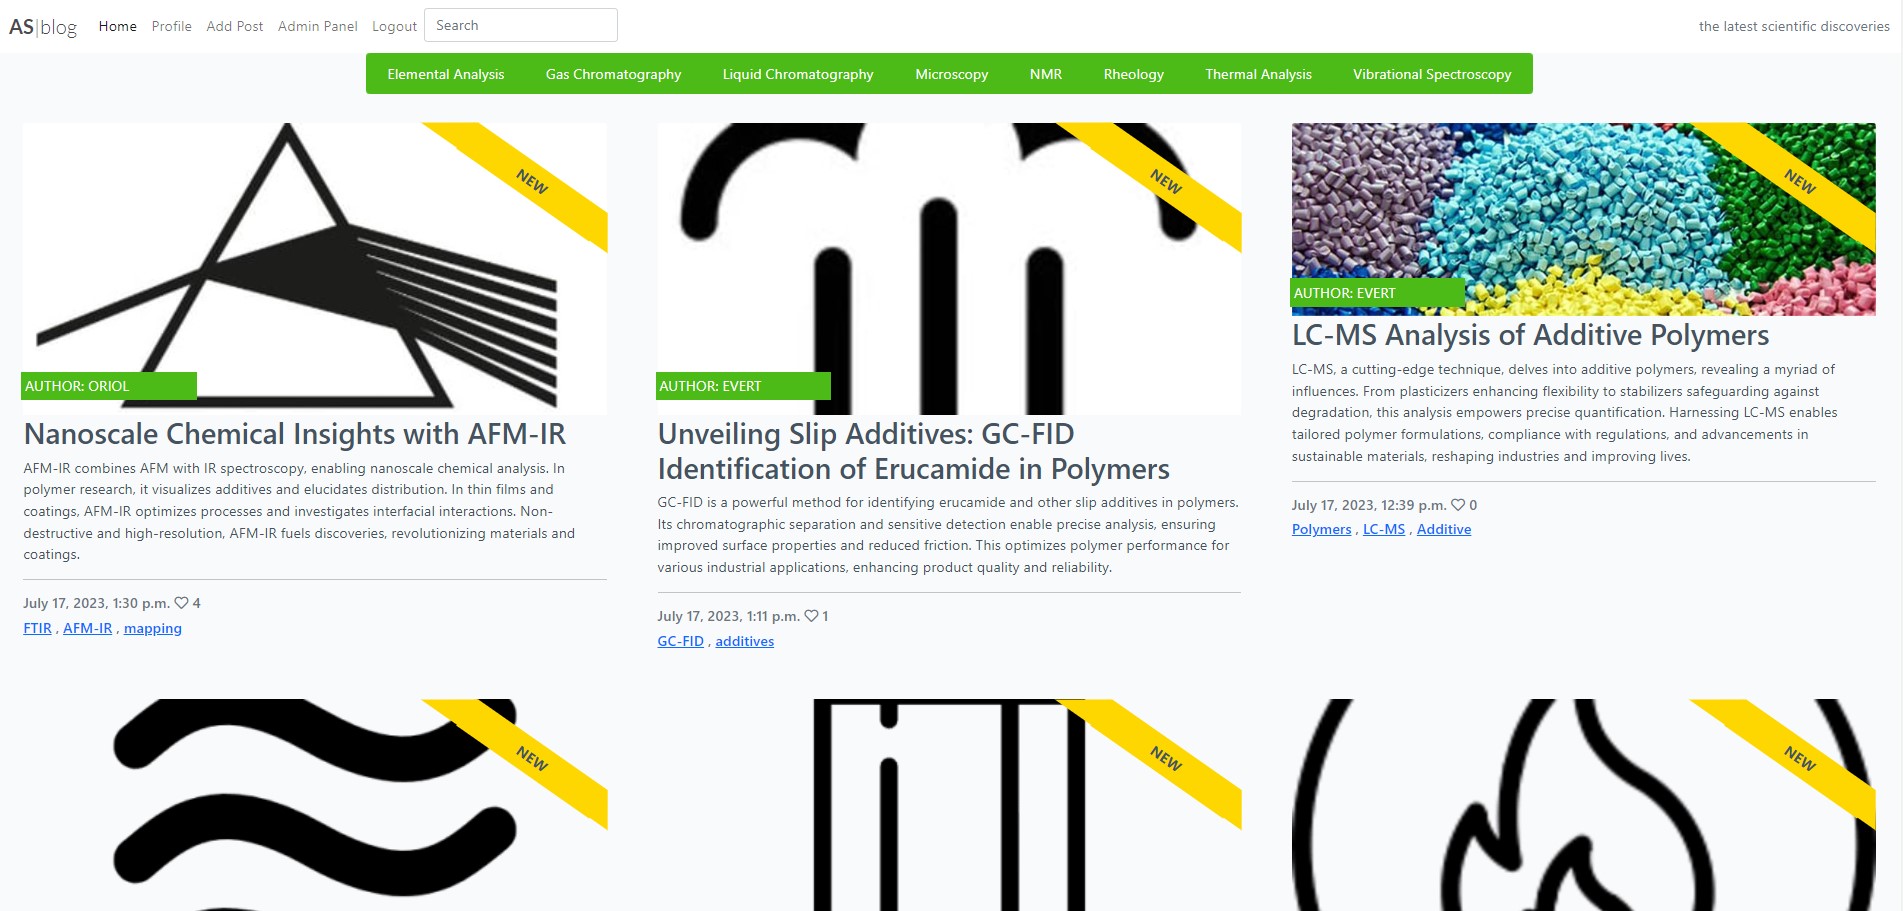 AS|blog Home Profile Add Post Admin Panel Logout Search the latest scientific discoveries
Elemental Analysis Gas Chromatography Liquid Chromatography Microscopy NMR Rheology Thermal Analysis Vibrational Spectroscopy
NEW
AUTHOR: ORIOL
Nanoscale Chemical Insights with AFM-IR
AFM-IR combines AFM with IR spectroscopy, enabling nanoscale chemical analysis. In
polymer research, it visualizes additives and elucidates distribution. In thin films and
coatings, AFM-IR optimizes processes and investigates interfacial interactions. Non-
destructive and high-resolution, AFM-IR fuels discoveries, revolutionizing materials and
coatings.
July 17, 2023, 1:30 p.m. 4
FTIR , AFM-IR , mapping
NEW
AUTHOR: EVERT
Unveiling Slip Additives: GC-FID
Identification of Erucamide in Polymers
GC-FID is a powerful method for identifying erucamide and other slip additives in polymers.
Its chromatographic separation and sensitive detection enable precise analysis, ensuring
improved surface properties and reduced friction. This optimizes polymer performance for
various industrial applications, enhancing product quality and reliability.
July 17, 2023, 1:11 p.m. 1
GC-FID , additives
NEW
AUTHOR: EVERT
LC-MS Analysis of Additive Polymers
LC-MS, a cutting-edge technique, delves into additive polymers, revealing a myriad of
influences. From plasticizers enhancing flexibility to stabilizers safeguarding against
degradation, this analysis empowers precise quantification. Harnessing LC-MS enables
tailored polymer formulations, compliance with regulations, and advancements in
sustainable materials, reshaping industries and improving lives.
July 17, 2023, 12:39 p.m. 0
Polymers , LC-MS , Additive
NEW
NEW
NEW